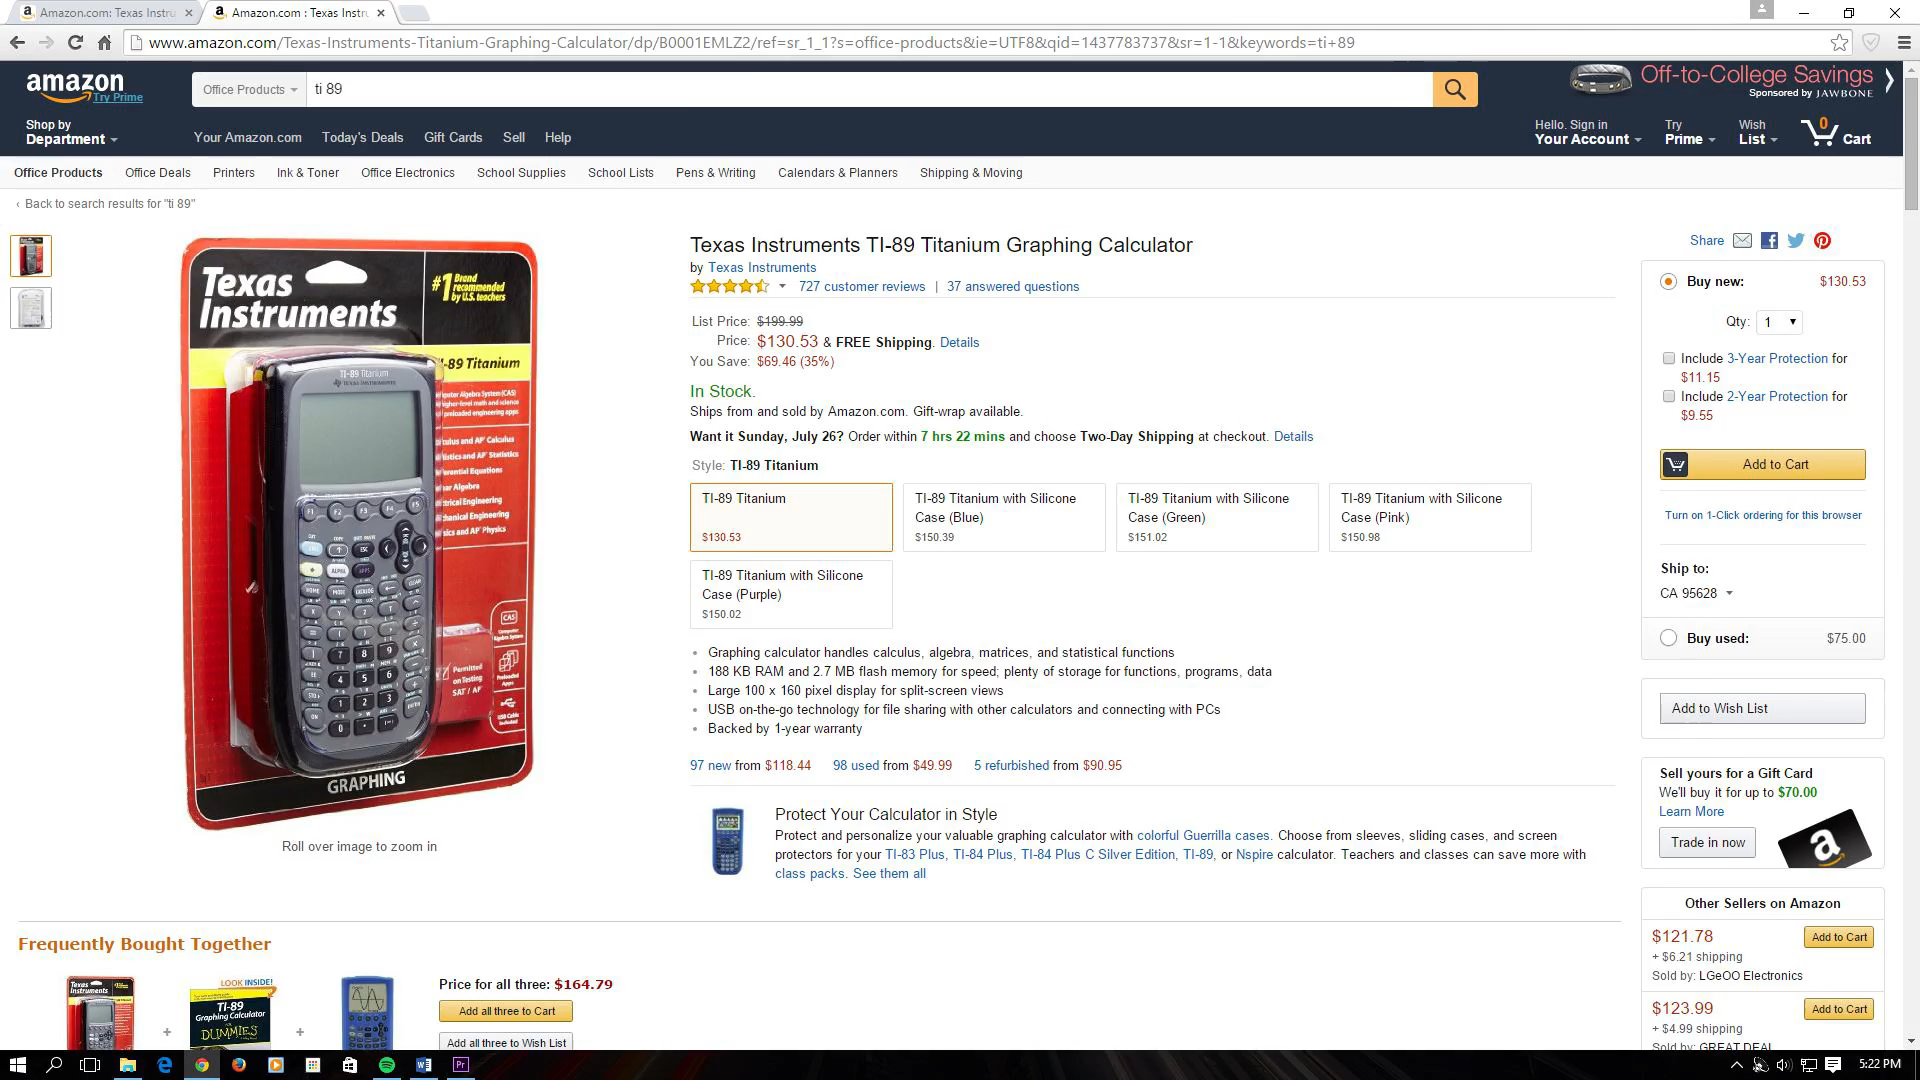 Amazon.com: Texas Instru
Amazon.com : Texas Instr
www.amazon.com/Texas-Instruments-Titanium-Graphing-Calculator/dp/B0001EMLZ2/ref=sr_1_1?s=office-products&ie=UTF8&qid=1437783737&sr=1-1&keywords=ti+89
amazon
Try Prime
Office Products
ti 89
Off-to-College Savings
Sponsored by JAWBONE
Shop by
Department
Your Amazon.com Today's Deals Gift Cards Sell Help
Hello. Sign in
Your Account
Try
Prime
Wish
List
0
Cart
Office Products Office Deals Printers Ink & Toner Office Electronics School Supplies School Lists Pens & Writing Calendars & Planners Shipping & Moving
‹ Back to search results for "ti 89"
Texas
Instruments
#1 Brand
recommended
by U.S. teachers
-89 Titanium
TI-89 Titanium
TEXAS INSTRUMENTS
GRAPHING
Permitted
on Testing
SAT / AP
CAS
Roll over image to zoom in
Texas Instruments TI-89 Titanium Graphing Calculator
by Texas Instruments
727 customer reviews | 37 answered questions
List Price: $199.99
Price: $130.53 & FREE Shipping. Details
You Save: $69.46 (35%)
In Stock.
Ships from and sold by Amazon.com. Gift-wrap available.
Want it Sunday, July 26? Order within 7 hrs 22 mins and choose Two-Day Shipping at checkout. Details
Style: TI-89 Titanium
TI-89 Titanium
$130.53
TI-89 Titanium with Silicone
Case (Blue)
$150.39
TI-89 Titanium with Silicone
Case (Green)
$151.02
TI-89 Titanium with Silicone
Case (Pink)
$150.98
TI-89 Titanium with Silicone
Case (Purple)
$150.02
Graphing calculator handles calculus, algebra, matrices, and statistical functions
188 KB RAM and 2.7 MB flash memory for speed; plenty of storage for functions, programs, data
Large 100 x 160 pixel display for split-screen views
USB on-the-go technology for file sharing with other calculators and connecting with PCs
Backed by 1-year warranty
97 new from $118.44 98 used from $49.99 5 refurbished from $90.95
Protect Your Calculator in Style
Protect and personalize your valuable graphing calculator with colorful Guerrilla cases. Choose from sleeves, sliding cases, and screen
protectors for your TI-83 Plus, TI-84 Plus, TI-84 Plus C Silver Edition, TI-89, or Nspire calculator. Teachers and classes can save more with
class packs. See them all
Share
Buy new: $130.53
Qty: 1
Include 3-Year Protection for
$11.15
Include 2-Year Protection for
$9.55
Add to Cart
Turn on 1-Click ordering for this browser
Ship to:
CA 95628
Buy used: $75.00
Add to Wish List
Sell yours for a Gift Card
We'll buy it for up to $70.00
Learn More
Trade in now
Other Sellers on Amazon
$121.78
Add to Cart
+ $6.21 shipping
Sold by: LGeOO Electronics
$123.99
Add to Cart
+ $4.99 shipping
Sold by: GREAT DEAL
Frequently Bought Together
Texas
Instruments
+
LOOK INSIDE!
TI-89
Graphing Calculator
FOR
DUMMIES
+
Price for all three: $164.79
Add all three to Cart
Add all three to Wish List
5:22 PM